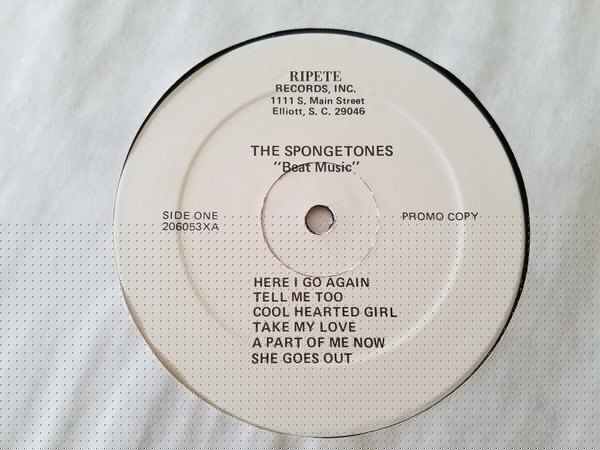 RIPETE
RECORDS, INC.
1111 S. Main Street
Elliott, S. C. 29046
THE SPONGETONES
"Beat Music"
SIDE ONE
206053XA
PROMO COPY
HERE I GO AGAIN
TELL ME TOO
COOL HEARTED GIRL
TAKE MY LOVE
A PART OF ME NOW
SHE GOES OUT